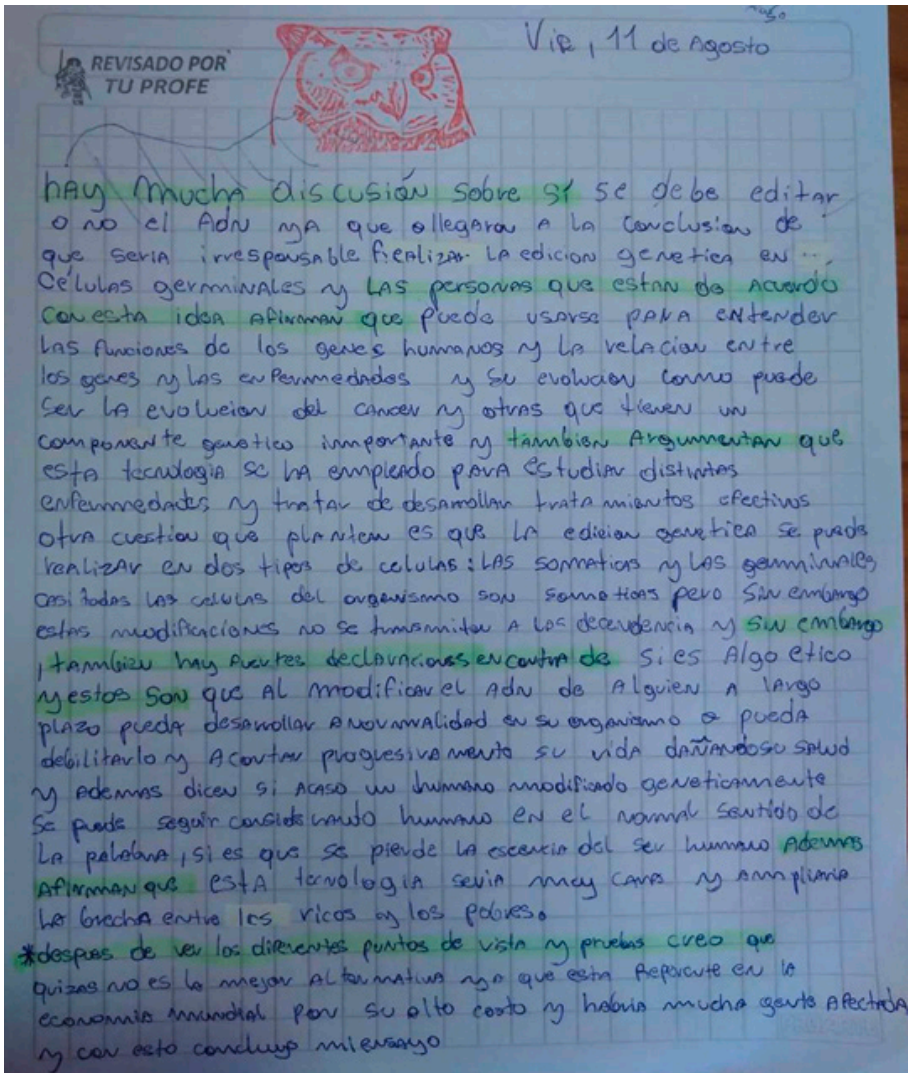 Vie, 11 de Agosto
REVISADO POR
TU PROFE
hay mucha discusión sobre sí se debe editar
o no el Adn ya que llegaron A la conclusion de
que seria irresponsable Realizar LA edicion genetica en ...
Células germinales y LAS personas que estan de Acuerdo
con esta idea Afirman que puede usarse para entender
LAS funciones de los genes humanos y la relacion entre
los genes y las enfermedades y su evolucion como puede
ser LA evolucion del cancer y otras que tienen un
componente genetico importante y tambien Argumentan que
esta tecnologia se ha empleado para estudiar distintas
enfermedades y tratar de desarrollar tratamientos efectivos
otra cuestion que plantean es que LA edicion genetica se puede
realizar en dos tipos de celulas: LAS somaticas y LAS germinales
casi todas LAS celulas del organismo son somaticas pero sin embargo
estas modificaciones no se transmiten A LAS decendencia y sin embargo
, tambien hay fuertes declaraciones en contra de si es Algo etico
y estos son que AL modificar el Adn de Alguien A largo
plazo pueda desarrollar Anormalidad en su organismo o pueda
debilitarlo y Acortar progresivamente su vida dañandosu salud
y Ademas dicen si Acaso un humano modificado geneticamente
se puede seguir considerando humano en el normal sentido de
LA palabra, si es que se pierde la escencia del ser humano Ademas
Afirman que esta tecnologia seria muy cara y Ampliaria
La brecha entre los ricos y los pobres.
*despues de ver los diferentes puntos de vista y pruebas creo que
quizas no es la mejor Alternativa ya que esta Repercute en la
economia mundial por su alto costo y habria mucha gente Afectada
y con esto concluyo mi ensayo